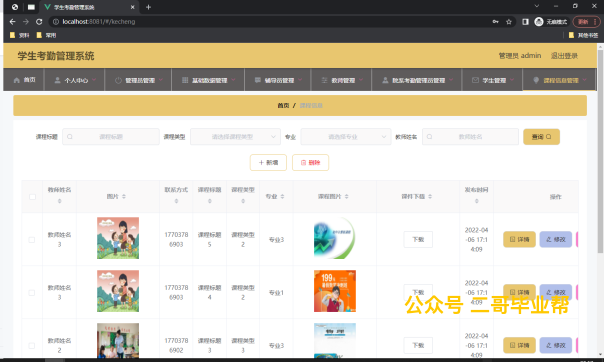 学生考勤管理系统
localhost:8081/#/kecheng
无痕模式
更新
资料
常用
其他书签
学生考勤管理系统
管理员 admin 退出登录
首页 个人中心 管理员管理 基础数据管理 辅导员管理 教师管理 院系考勤管理员管理 学生管理 课程信息管理
首页 / 课程信息
课程标题 课程标题 课程类型 请选择课程类型 专业 请选择专业 教师姓名 教师姓名 查询
+ 新增 删除
教师姓名 图片 联系方式 课程标题 课程类型 专业 课程图片 课件下载 发布时间 操作
教师姓名3 17703786903 课程标题5 课程类型2 专业3 下载 2022-04-06 17:14:09 详情 修改
教师姓名3 17703786903 课程标题4 课程类型2 专业1 199 下载 2022-04-06 17:14:09 详情 修改
公众号 二哥毕业帮
教师姓名2 17703786902 课程标题3 课程类型3 专业3 物理 下载 2022-04-06 17:14:09 详情 修改